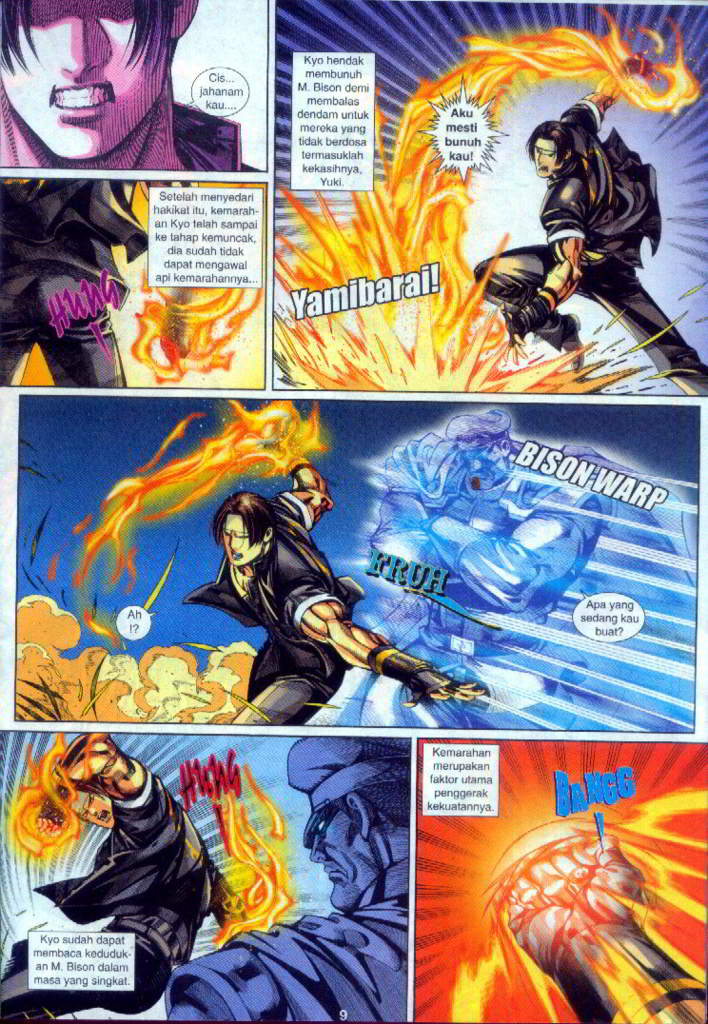 Cis...
jahanam
kau....
Kyo hendak
membunuh
M. Bison demi
membalas
dendam untuk
mereka yang
tidak berdosa
termasuklah
kekasihnya,
Yuki.
Aku
mesti
bunuh
kau!
Yamibarai!
Setelah menyedari
hakikat itu, kemarah-
an Kyo telah sampai
ke tahap kemuncak,
dia sudah tidak
dapat mengawal
api kemarahannya...
HUNG
!
BISON-WARP
FRUH
Ah
!?
Apa yang
sedang kau
buat?
HUNG
!
Kyo sudah dapat
membaca keduduk-
an M. Bison dalam
masa yang singkat.
Kemarahan
merupakan
faktor utama
penggerak
kekuatannya.
BANGG
!
9